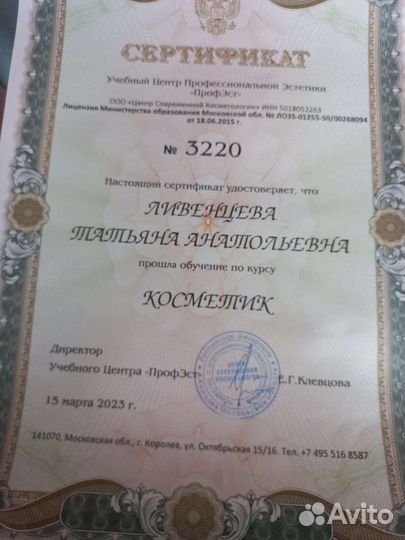 СЕРТИФИКАТ
Учебный Центр Профессиональной Эстетики
«ПрофЭст»
ООО «Центр Современной Косметологии» ИНН 5018052263
Лицензия Министерства образования Московской обл. № ЛО35-01255-50/00268094
от 18.06.2015 г.
№ 3220
Настоящий сертификат удостоверяет, что
ЛИВЕНЦЕВА
ТАТЬЯНА АНАТОЛЬЕВНА
прошла обучение по курсу
КОСМЕТИК
Директор
Учебного Центра «ПрофЭст» Е.Г.Клевцова
15 марта 2023 г.
141070, Московская обл., г. Королев, ул. Октябрьская 15/16. Тел. +7 495 516 8587
Avito